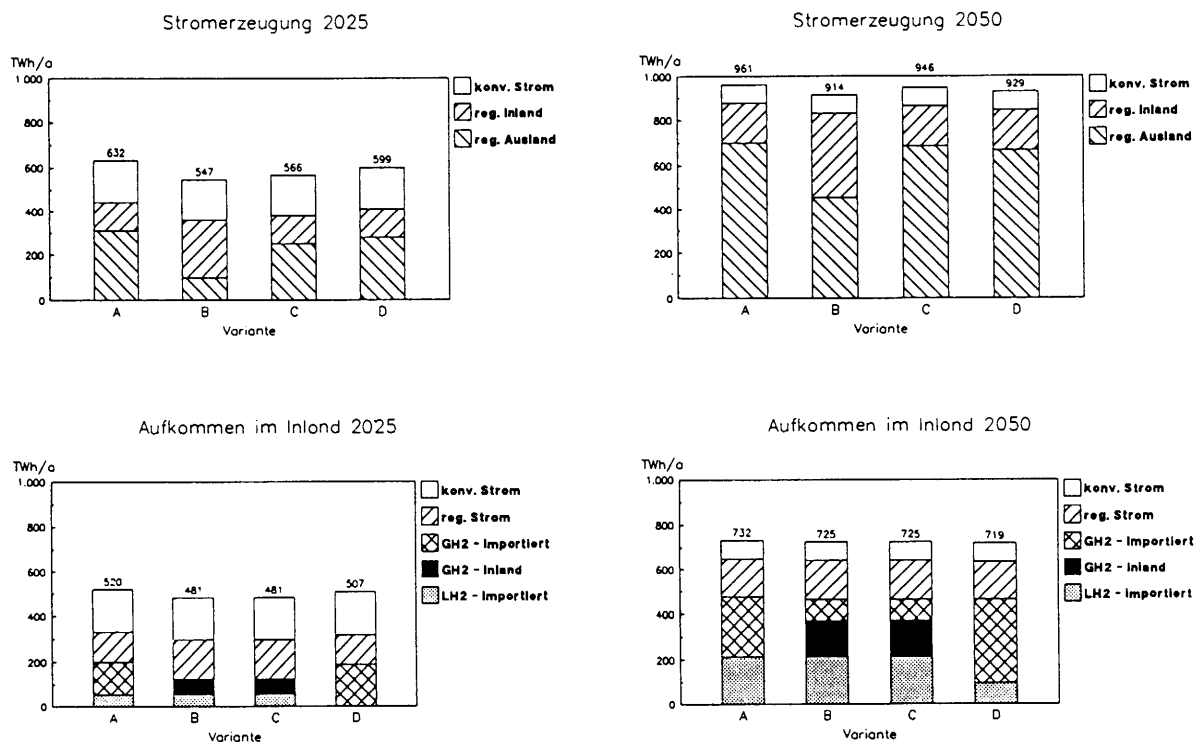 Stromerzeugung 2025
TWh/a
1.000
800
600
400
200
0
632
547
566
599
A
B
C
D
Variante
konv. Strom
reg. Inland
reg. Ausland
Stromerzeugung 2050
TWh/a
1.000
800
600
400
200
0
961
914
946
929
A
B
C
D
Variante
konv. Strom
reg. Inland
reg. Ausland
Aufkommen im Inlond 2025
TWh/a
1.000
800
600
400
200
0
520
481
481
507
A
B
C
D
Variante
konv. Strom
reg. Strom
GH2 - Importiert
GH2 - Inland
LH2 - Importiert
Aufkommen im Inlond 2050
TWh/a
1.000
800
600
400
200
0
732
725
725
719
A
B
C
D
Variante
konv. Strom
reg. Strom
GH2 - Importiert
GH2 - Inland
LH2 - Importiert